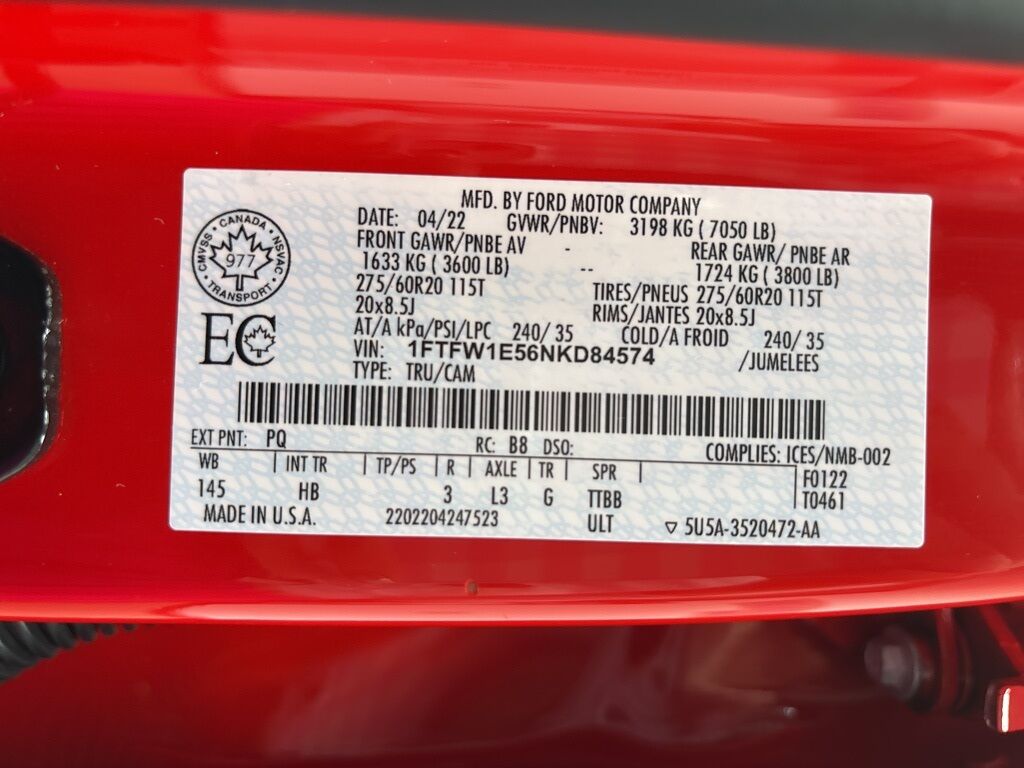 MFD. BY FORD MOTOR COMPANY
DATE: 04/22 GVWR/PNBV: 3198 KG ( 7050 LB)
FRONT GAWR/PNBE AV - REAR GAWR/ PNBE AR
1633 KG ( 3600 LB) -- 1724 KG ( 3800 LB)
275/60R20 115T TIRES/PNEUS 275/60R20 115T
20x8.5J RIMS/JANTES 20x8.5J
AT/A kPa/PSI/LPC 240/ 35 COLD/A FROID 240/ 35
VIN: 1FTFW1E56NKD84574 /JUMELEES
TYPE: TRU/CAM
CANADA
CMVSS • NSVAC
977
TRANSPORT
EC
EXT PNT: PQ RC: B8 DSO: COMPLIES: ICES/NMB-002
WB INT TR TP/PS R AXLE TR SPR F0122
145 HB 3 L3 G TTBB T0461
MADE IN U.S.A. 2202204247523 ULT ▽ 5U5A-3520472-AA